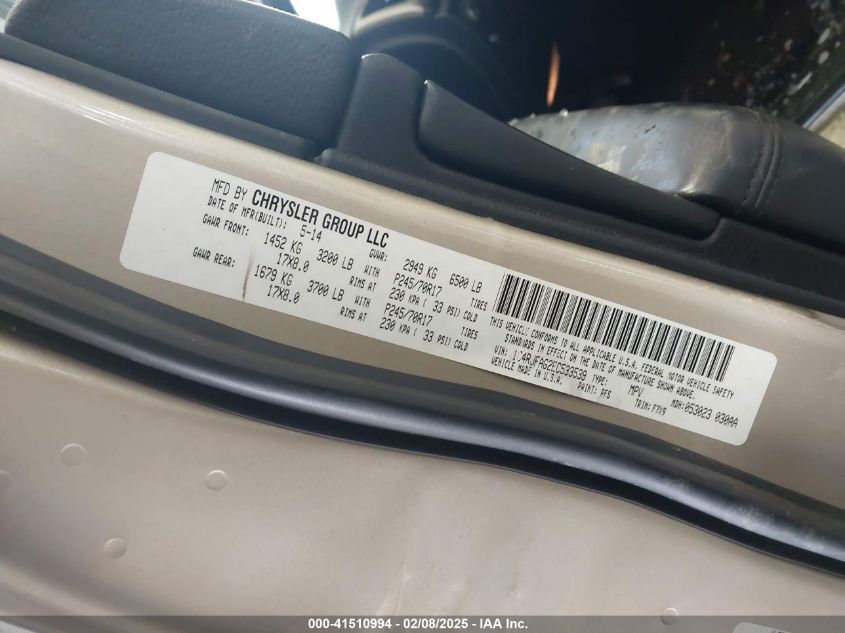 MFD BY CHRYSLER GROUP LLC
DATE OF MFR(BUILT): 5-14 GVWR: 2949 KG 6500 LB
GAWR FRONT: 1452 KG 3200 LB WITH P245/70R17 TIRES
17X8.0 RIMS AT 230 KPA ( 33 PSI) COLD
GAWR REAR: 1679 KG 3700 LB WITH P245/70R17 TIRES
17X8.0 RIMS AT 230 KPA ( 33 PSI) COLD
THIS VEHICLE CONFORMS TO ALL APPLICABLE U.S.A. FEDERAL MOTOR VEHICLE SAFETY
STANDARDS IN EFFECT ON THE DATE OF MANUFACTURE SHOWN ABOVE.
VIN: TYPE: MPV MDH: 053023 030AA
VEHICLE MADE IN U.S.A. PAINT: PFS TRIM:
000-41510994 - 02/08/2025 - IAA Inc.